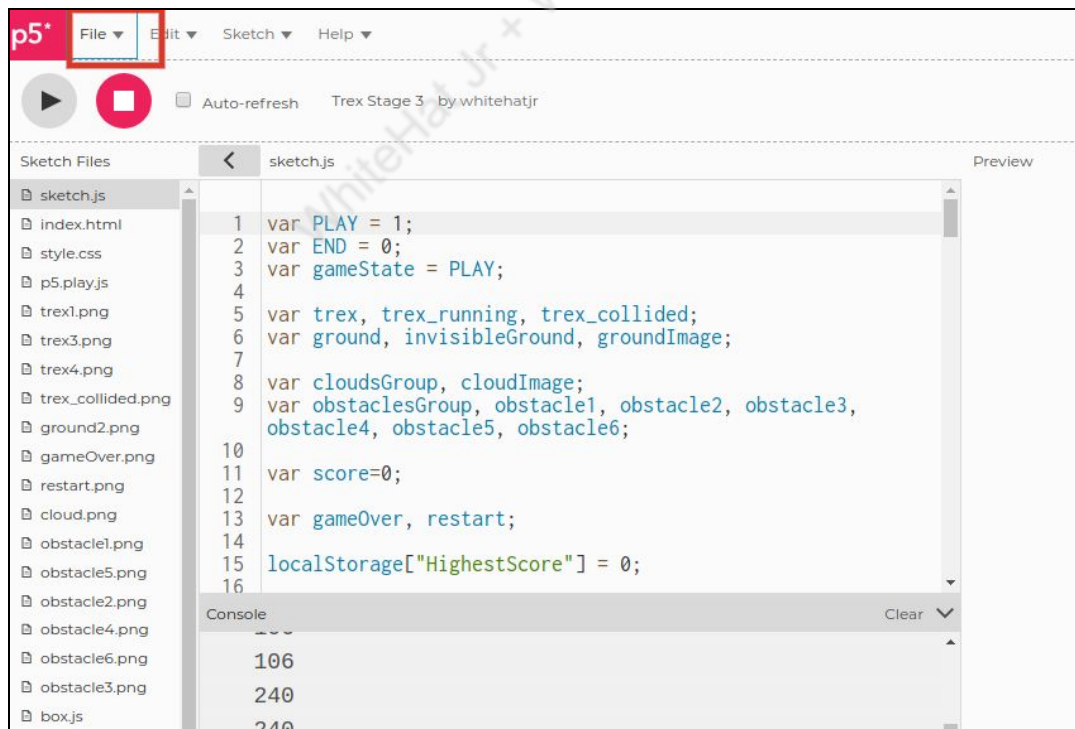 p5* File ▼ Edit ▼ Sketch ▼ Help ▼
Auto-refresh Trex Stage 3 by whitehatjr
Sketch Files
sketch.js
Preview
sketch.js
index.html
style.css
p5.play.js
trex1.png
trex3.png
trex4.png
trex_collided.png
ground2.png
gameOver.png
restart.png
cloud.png
obstacle1.png
obstacle5.png
obstacle2.png
obstacle4.png
obstacle6.png
obstacle3.png
box.js
1 var PLAY = 1;
2 var END = 0;
3 var gameState = PLAY;
4
5 var trex, trex_running, trex_collided;
6 var ground, invisibleGround, groundImage;
7
8 var cloudsGroup, cloudImage;
9 var obstaclesGroup, obstacle1, obstacle2, obstacle3,
obstacle4, obstacle5, obstacle6;
10
11 var score=0;
12
13 var gameOver, restart;
14
15 localStorage["HighestScore"] = 0;
16
Console
Clear
106
240
240
WhiteHat Jr +